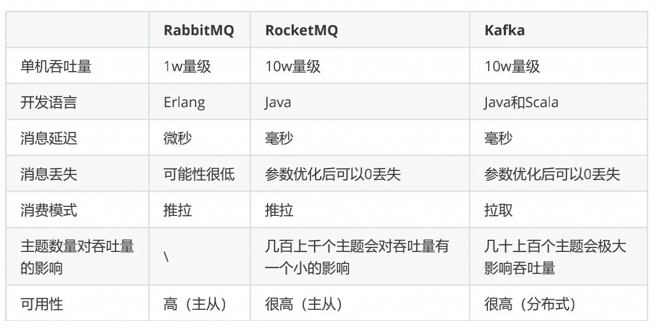 RabbitMQ RocketMQ Kafka
单机吞吐量 1w量级 10w量级 10w量级
开发语言 Erlang Java Java和Scala
消息延迟 微秒 毫秒 毫秒
消息丢失 可能性很低 参数优化后可以0丢失 参数优化后可以0丢失
消费模式 推拉 推拉 拉取
主题数量对吞吐量
的影响
\
几百上千个主题会对吞吐量有
一个小的影响
几十上百个主题会极大
影响吞吐量
可用性 高（主从） 很高（主从） 很高（分布式）